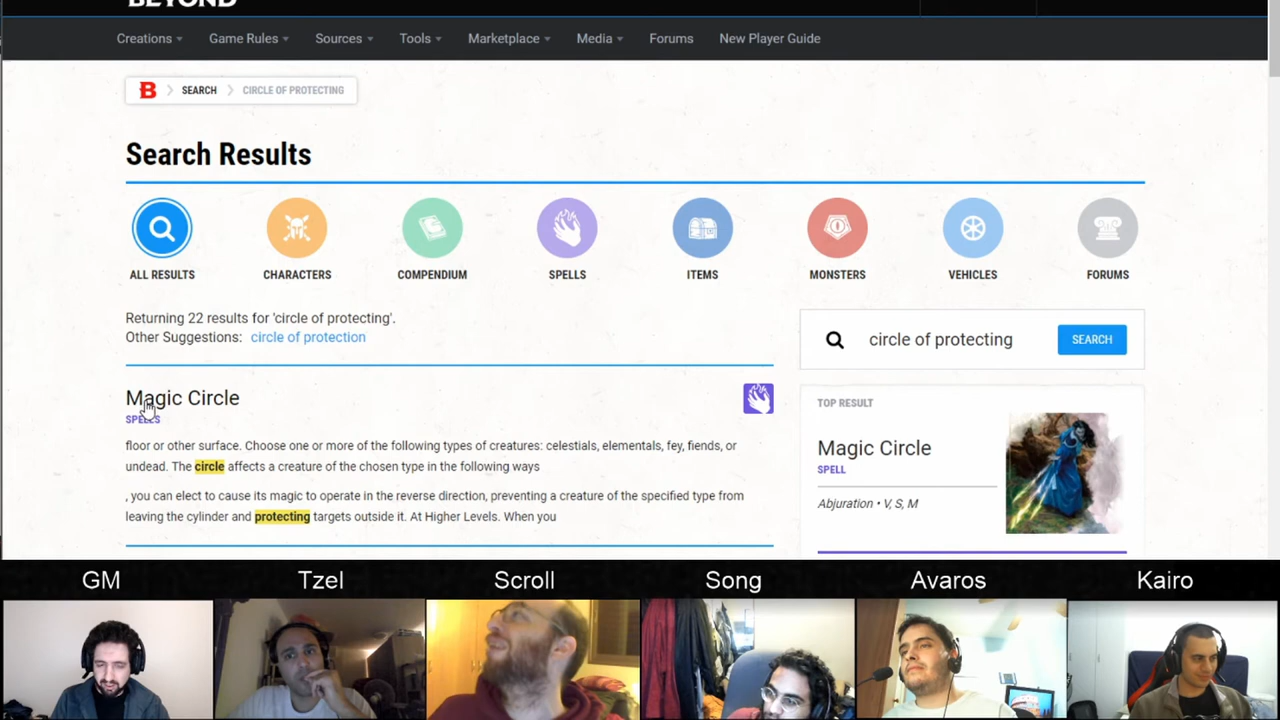 BEYOND
Creations Game Rules Sources Tools Marketplace Media Forums New Player Guide
B SEARCH CIRCLE OF PROTECTING
Search Results
ALL RESULTS CHARACTERS COMPENDIUM SPELLS ITEMS MONSTERS VEHICLES FORUMS
Returning 22 results for 'circle of protecting'.
Other Suggestions: circle of protection
circle of protecting SEARCH
Magic Circle
SPELLS
floor or other surface. Choose one or more of the following types of creatures: celestials, elementals, fey, fiends, or
undead. The circle affects a creature of the chosen type in the following ways
, you can elect to cause its magic to operate in the reverse direction, preventing a creature of the specified type from
leaving the cylinder and protecting targets outside it. At Higher Levels. When you
TOP RESULT
Magic Circle
SPELL
Abjuration • V, S, M
GM Tzel Scroll Song Avaros Kairo